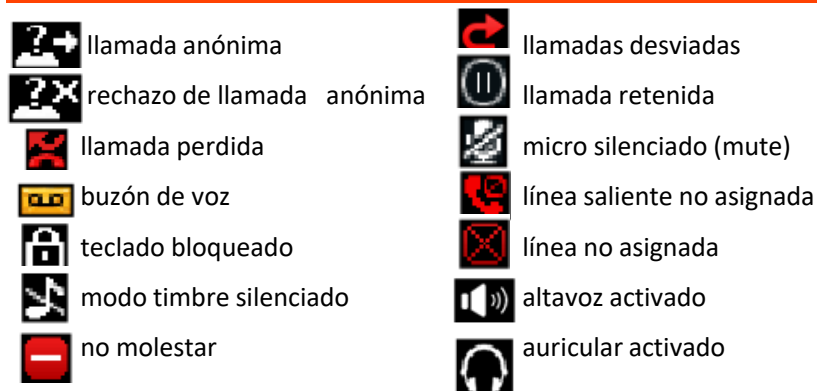 llamada anónima
rechazo de llamada anónima
llamada perdida
buzón de voz
teclado bloqueado
modo timbre silenciado
no molestar
llamadas desviadas
llamada retenida
micro silenciado (mute)
línea saliente no asignada
línea no asignada
altavoz activado
auricular activado